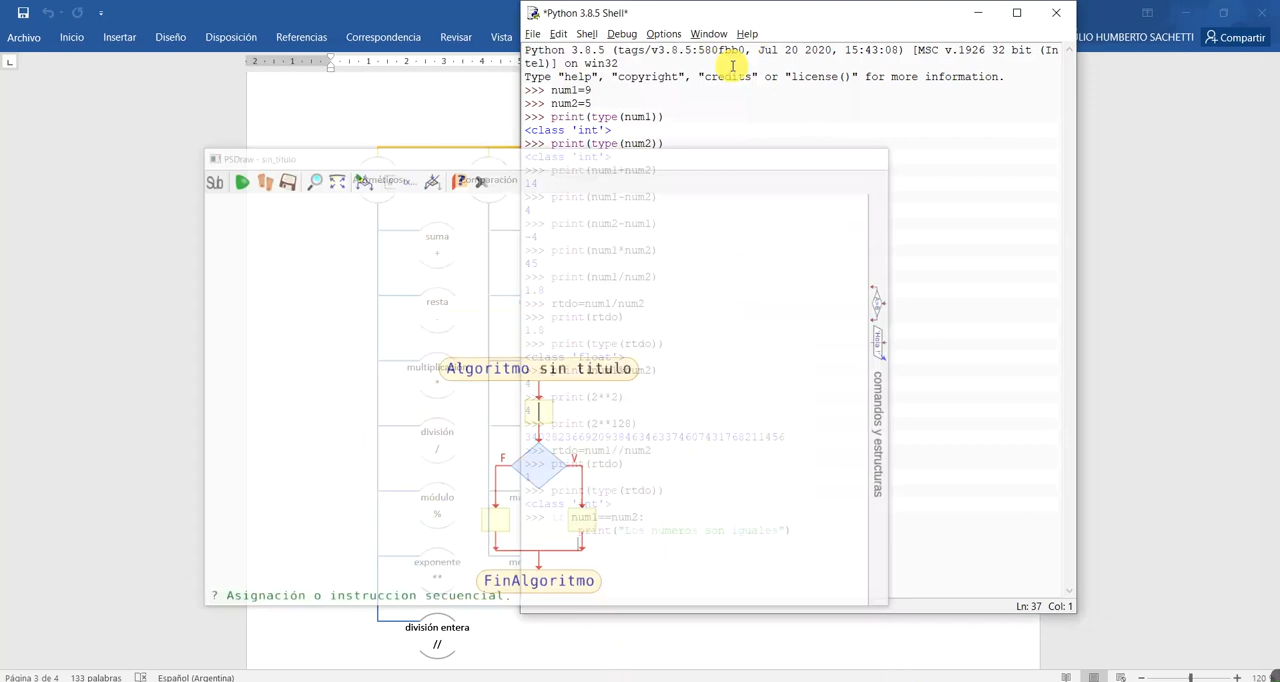 *Python 3.8.5 Shell*
Archivo Inicio Insertar Diseño Disposición Referencias Correspondencia Revisar Vista
File Edit Shell Debug Options Window Help
JLIO HUMBERTO SACHETTI Compartir
Python 3.8.5 (tags/v3.8.5:580fbb0, Jul 20 2020, 15:43:08) [MSC v.1926 32 bit (In
tel)] on win32
Type "help", "copyright", "credits" or "license()" for more information.
>>> num1=9
>>> num2=5
>>> print(type(num1))
<class 'int'>
>>> print(type(num2))
<class 'int'>
>>> print(num1+num2)
14
>>> print(num1-num2)
4
>>> print(num2-num1)
-4
>>> print(num1*num2)
45
>>> print(num1/num2)
1.8
>>> rtdo=num1/num2
>>> print(rtdo)
1.8
>>> print(type(rtdo))
<class 'float'>
4
>>> print(2**2)
4
>>> print(2**128)
340282366920938463463374607431768211456
>>> rtdo=num1//num2
>>> print(rtdo)
1
>>> print(type(rtdo))
<class 'int'>
>>> if num1==num2:
print("Los numeros son iguales")
Ln: 37 Col: 1
PSDraw - sin_titulo
Sub
suma
+
resta
-
multiplicación
*
división
/
módulo
%
exponente
**
división entera
//
Algoritmo sin titulo
F V
FinAlgoritmo
comandos y estructuras
? Asignación o instruccion secuencial.
Página 3 de 4 133 palabras Español (Argentina) 120